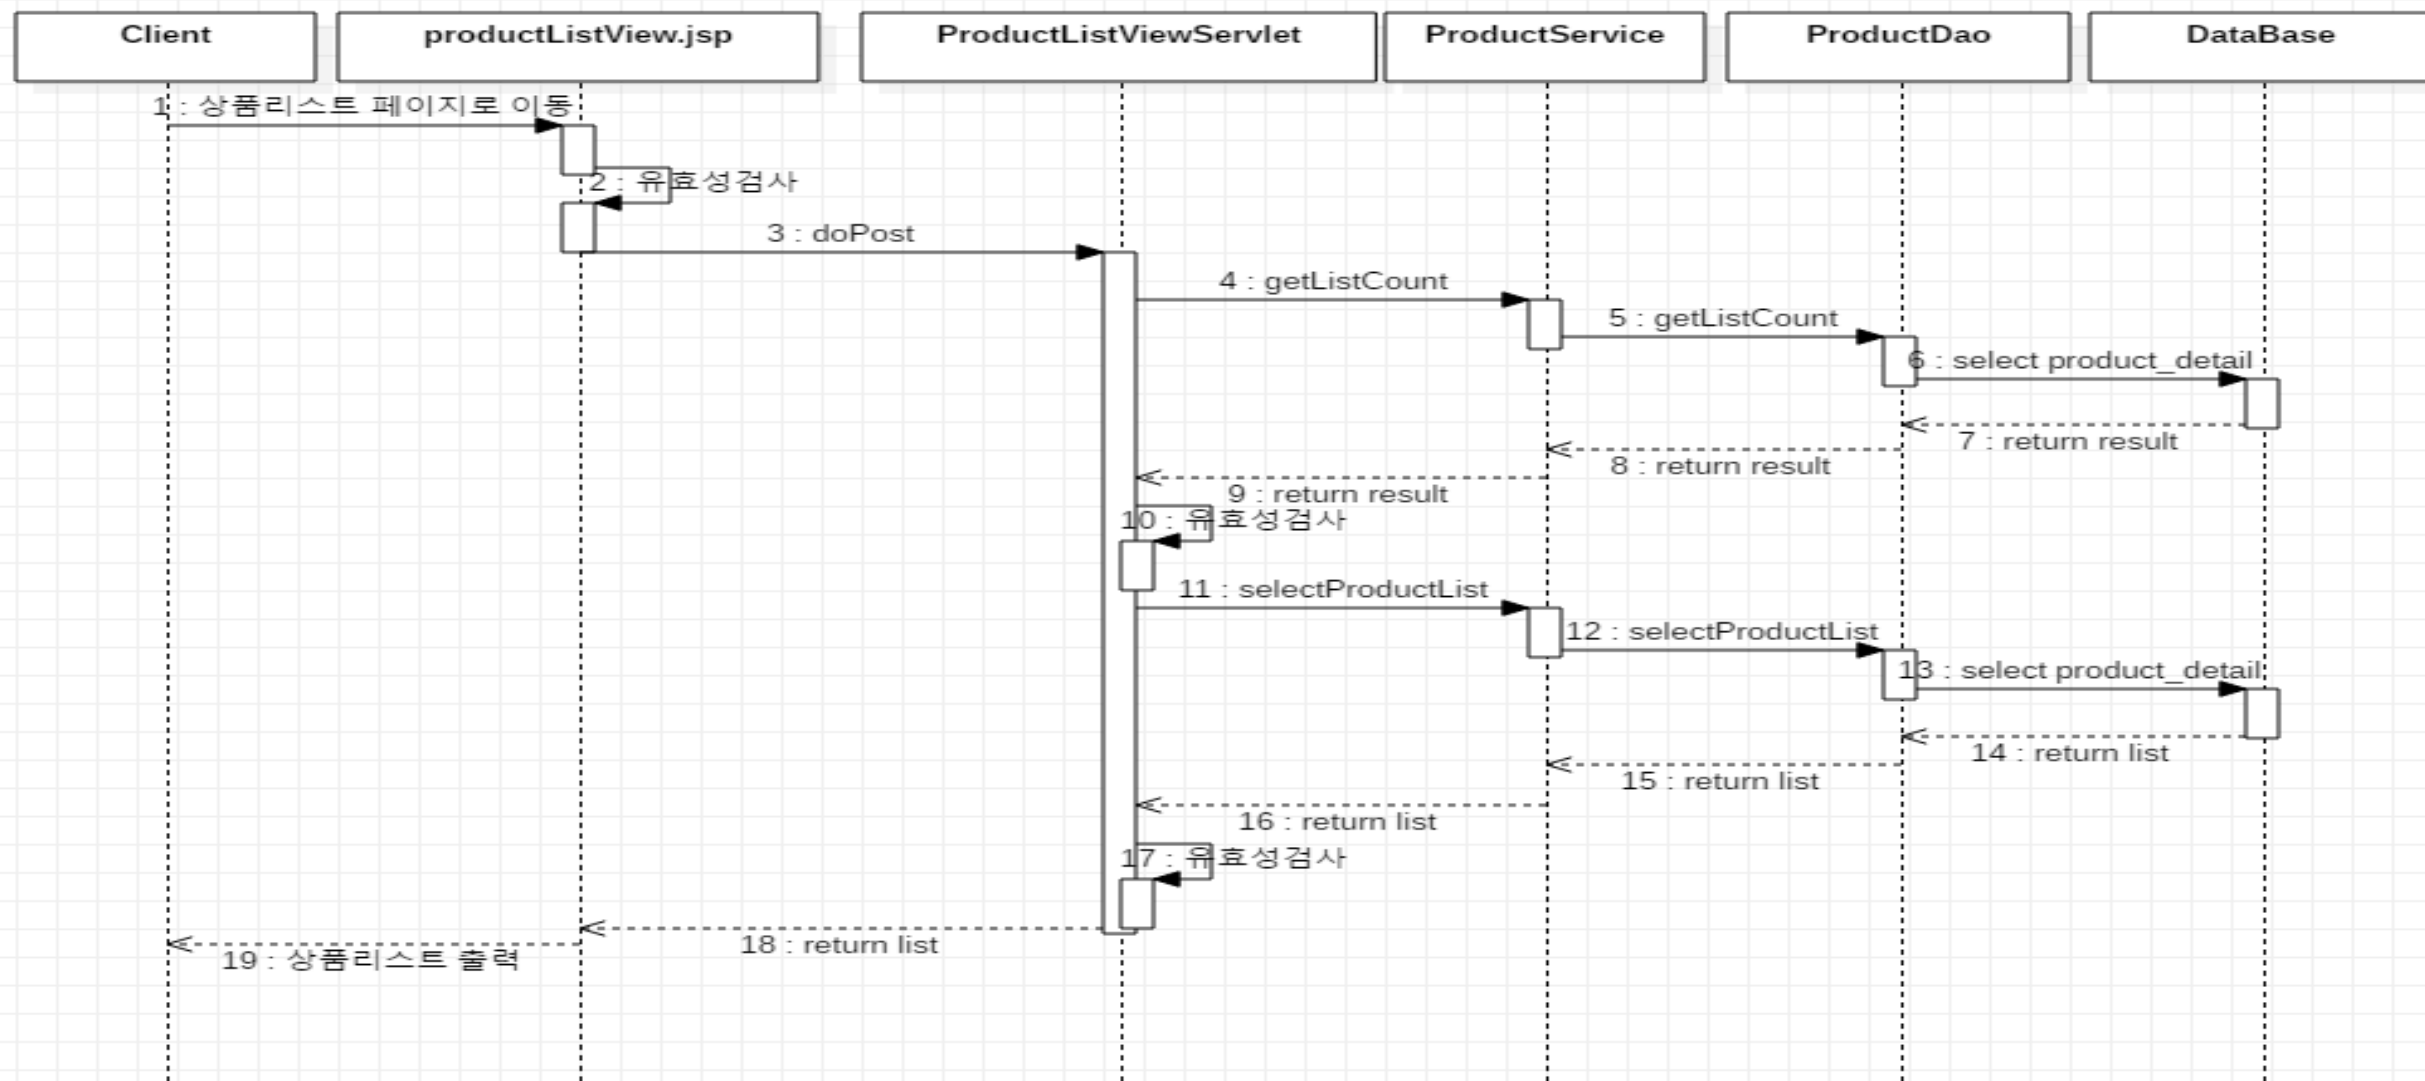 Client
productListView.jsp
ProductListViewServlet
ProductService
ProductDao
DataBase
1 : 상품리스트 페이지로 이동
2 : 유효성검사
3 : doPost
4 : getListCount
5 : getListCount
6 : select product_detail
7 : return result
8 : return result
9 : return result
10 : 유효성검사
11 : selectProductList
12 : selectProductList
13 : select product_detail
14 : return list
15 : return list
16 : return list
17 : 유효성검사
18 : return list
19 : 상품리스트 출력